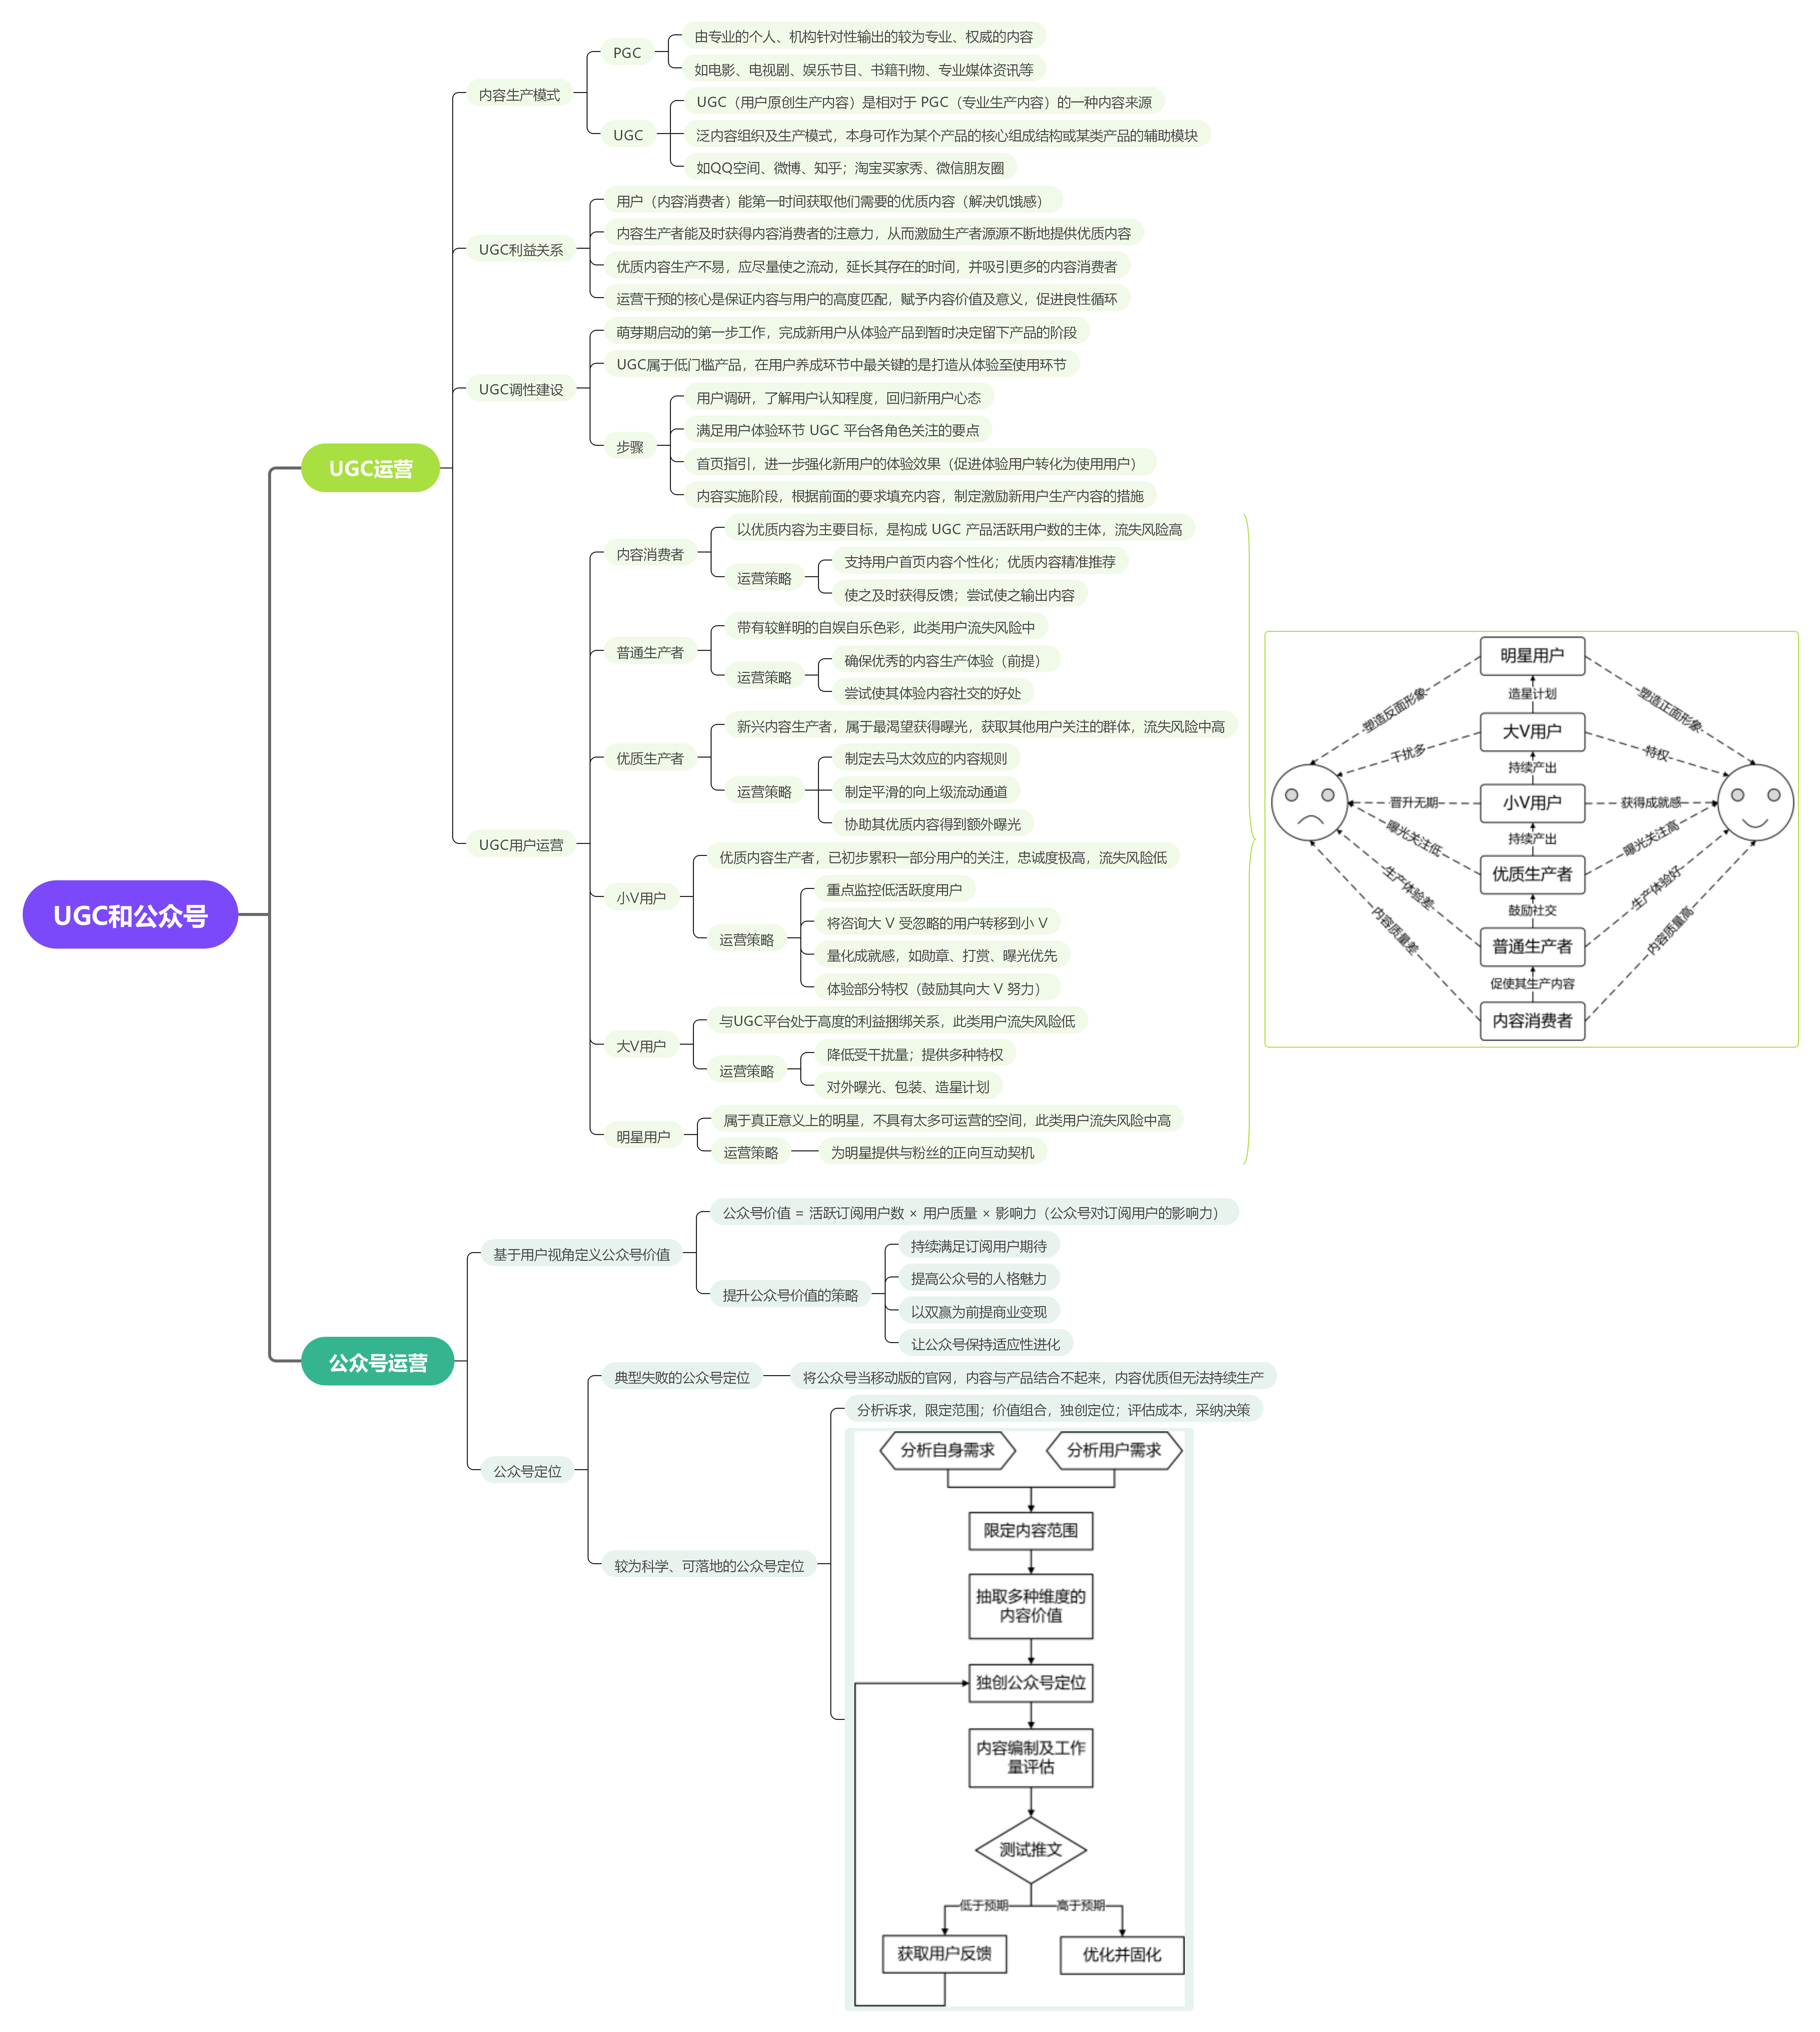 UGC和公众号
UGC运营
内容生产模式
PGC
由专业的个人、机构针对性输出的较为专业、权威的内容
如电影、电视剧、娱乐节目、书籍刊物、专业媒体资讯等
UGC
UGC（用户原创生产内容）是相对于 PGC（专业生产内容）的一种内容来源
泛内容组织及生产模式，本身可作为某个产品的核心组成结构或某类产品的辅助模块
如QQ空间、微博、知乎；淘宝买家秀、微信朋友圈
UGC利益关系
用户（内容消费者）能第一时间获取他们需要的优质内容（解决饥饿感）
内容生产者能及时获得内容消费者的注意力，从而激励生产者源源不断地提供优质内容
优质内容生产不易，应尽量使之流动，延长其存在的时间，并吸引更多的内容消费者
运营干预的核心是保证内容与用户的高度匹配，赋予内容价值及意义，促进良性循环
UGC调性建设
萌芽期启动的第一步工作，完成新用户从体验产品到暂时决定留下产品的阶段
UGC属于低门槛产品，在用户养成环节中最关键的是打造从体验至使用环节
步骤
用户调研，了解用户认知程度，回归新用户心态
满足用户体验环节 UGC 平台各角色关注的要点
首页指引，进一步强化新用户的体验效果（促进体验用户转化为使用用户）
内容实施阶段，根据前面的要求填充内容，制定激励新用户生产内容的措施
UGC用户运营
内容消费者
以优质内容为主要目标，是构成 UGC 产品活跃用户数的主体，流失风险高
运营策略
支持用户首页内容个性化；优质内容精准推荐
使之及时获得反馈；尝试使之输出内容
普通生产者
带有较鲜明的自娱自乐色彩，此类用户流失风险中
运营策略
确保优秀的内容生产体验（前提）
尝试使其体验内容社交的好处
优质生产者
新兴内容生产者，属于最渴望获得曝光，获取其他用户关注的群体，流失风险中高
运营策略
制定去马太效应的内容规则
制定平滑的向上级流动通道
协助其优质内容得到额外曝光
小V用户
优质内容生产者，已初步累积一部分用户的关注，忠诚度极高，流失风险低
运营策略
重点监控低活跃度用户
将咨询大 V 受忽略的用户转移到小 V
量化成就感，如勋章、打赏、曝光优先
体验部分特权（鼓励其向大 V 努力）
大V用户
与UGC平台处于高度的利益捆绑关系，此类用户流失风险低
运营策略
降低受干扰量；提供多种特权
对外曝光、包装、造星计划
明星用户
属于真正意义上的明星，不具有太多可运营的空间，此类用户流失风险中高
运营策略
为明星提供与粉丝的正向互动契机
明星用户
塑造反面形象
造星计划
塑造正面形象
大V用户
干扰多
持续产出
特权
小V用户
晋升无期
获得成就感
持续产出
曝光关注低
曝光关注高
优质生产者
生产体验差
鼓励社交
生产体验好
普通生产者
内容质量差
促使其生产内容
内容质量高
内容消费者
公众号运营
基于用户视角定义公众号价值
公众号价值 = 活跃订阅用户数 × 用户质量 × 影响力（公众号对订阅用户的影响力）
提升公众号价值的策略
持续满足订阅用户期待
提高公众号的人格魅力
以双赢为前提商业变现
让公众号保持适应性进化
公众号定位
典型失败的公众号定位
将公众号当移动版的官网，内容与产品结合不起来，内容优质但无法持续生产
较为科学、可落地的公众号定位
分析诉求，限定范围；价值组合，独创定位；评估成本，采纳决策
分析自身需求
分析用户需求
限定内容范围
抽取多种维度的
内容价值
独创公众号定位
内容编制及工作
量评估
测试推文
低于预期
高于预期
获取用户反馈
优化并固化